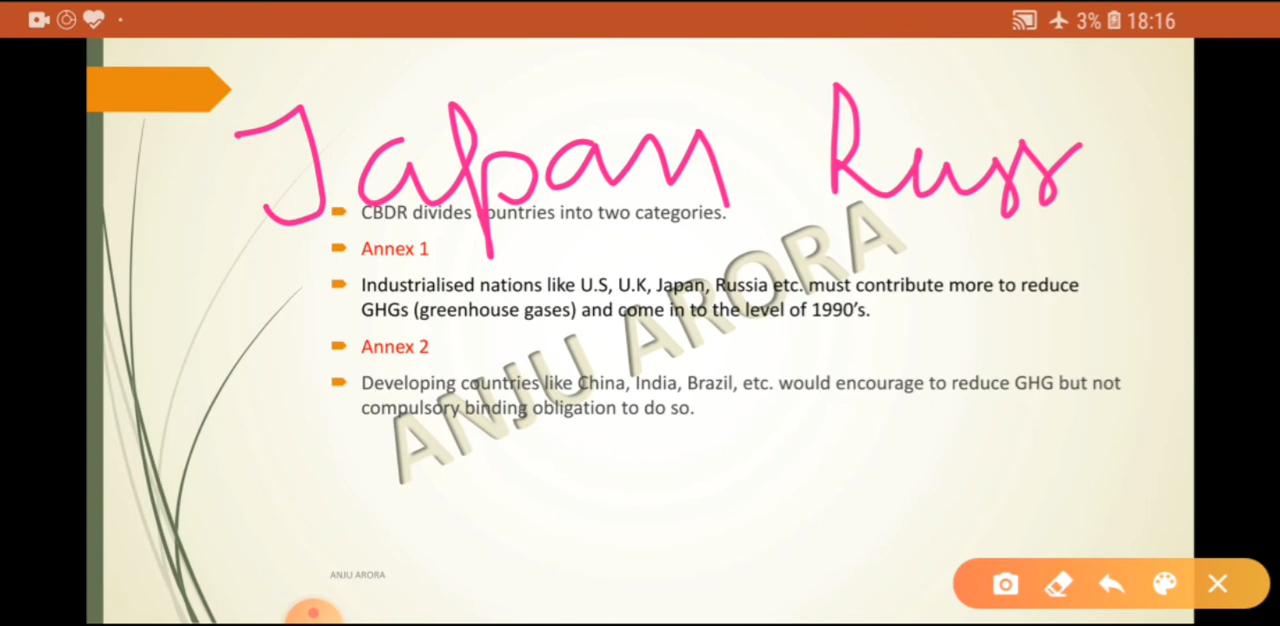 3% 18:16
Japan Russ
CBDR divides countries into two categories.
Annex 1
Industrialised nations like U.S, U.K, Japan, Russia etc. must contribute more to reduce
GHGs (greenhouse gases) and come in to the level of 1990’s.
Annex 2
Developing countries like China, India, Brazil, etc. would encourage to reduce GHG but not
compulsory binding obligation to do so.
ANJU ARORA
ANJU ARORA